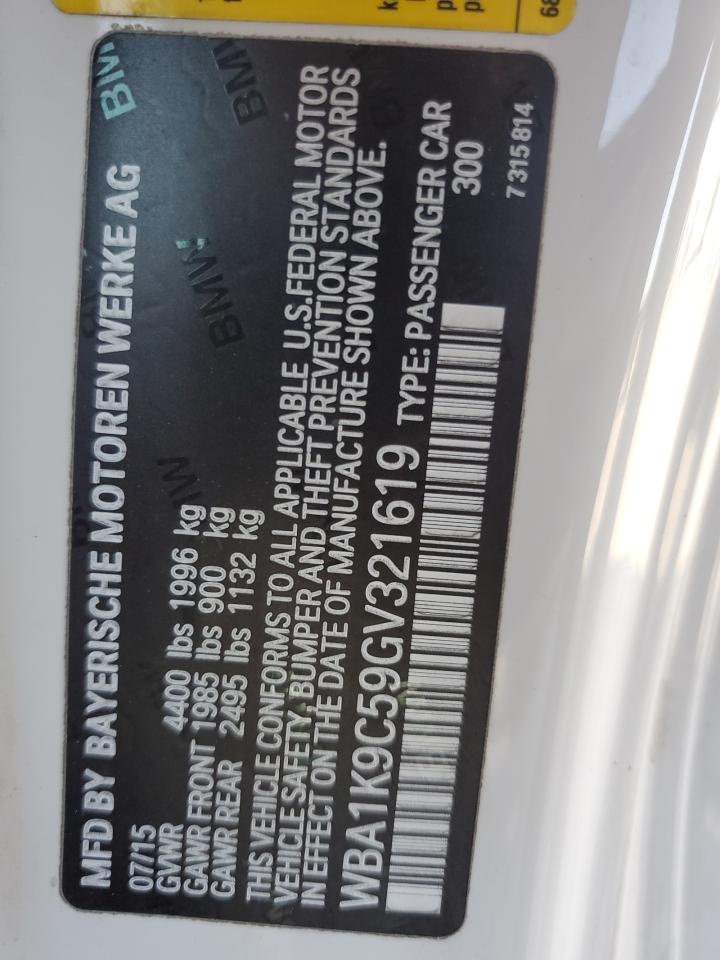 MFD BY BAYERISCHE MOTOREN WERKE AG
07/15
GVWR 4400 lbs 1996 kg
GAWR FRONT 1985 lbs 900 kg
GAWR REAR 2495 lbs 1132 kg
THIS VEHICLE CONFORMS TO ALL APPLICABLE U.S.FEDERAL MOTOR
VEHICLE SAFETY, BUMPER AND THEFT PREVENTION STANDARDS
IN EFFECT ON THE DATE OF MANUFACTURE SHOWN ABOVE.
WBA1K9C59GV321619 TYPE: PASSENGER CAR
300
7 315 814
BMW
BMW
BMW